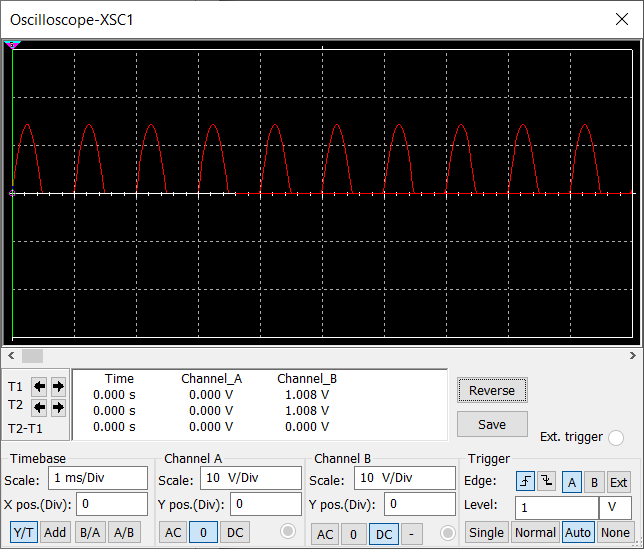 Oscilloscope-XSC1
T1
T2
T2-T1
Time Channel_A Channel_B
0.000 s 0.000 V 1.008 V
0.000 s 0.000 V 1.008 V
0.000 s 0.000 V 0.000 V
Reverse
Save
Ext. trigger
Timebase
Scale: 1 ms/Div
X pos.(Div): 0
Y/T Add B/A A/B
Channel A
Scale: 10 V/Div
Y pos.(Div): 0
AC 0 DC
Channel B
Scale: 10 V/Div
Y pos.(Div): 0
AC 0 DC -
Trigger
Edge: A B Ext
Level: 1 V
Single Normal Auto None